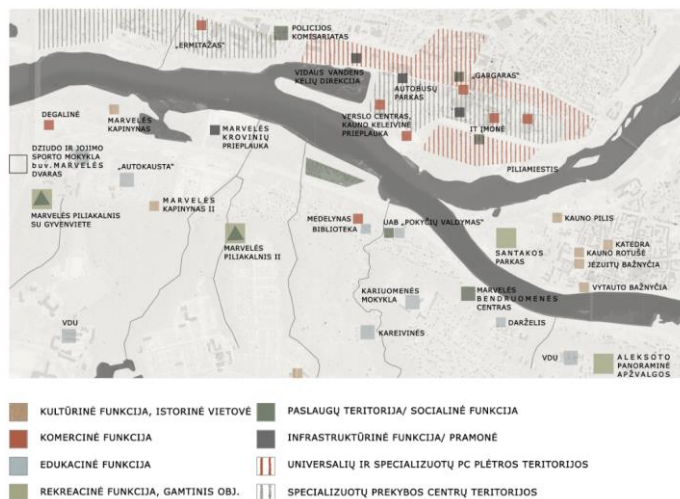 „ERMITAŽAS"
POLICIJOS
KOMISARIATAS
VIDAUS VANDENS
KELIŲ DIREKCIJA
AUTOBUSŲ
PARKAS
„GARGARAS"
DEGALINĖ
MARVELĖS
KAPINYNAS
MARVELĖS
KROVINIŲ
PRIEPLAUKA
VERSLO CENTRAS,
KAUNO KELEIVINĖ
PRIEPLAUKA
IT ĮMONĖ
DZIUDO IR JOJIMO
SPORTO MOKYKLA
buv. MARVELĖS
DVARAS
„AUTOKAUSTA"
PILIAMIESTIS
MARVELĖS PILIAKALNIS
SU GYVENVIETE
MARVELĖS
KAPINYNAS II
MARVELĖS
PILIAKALNIS II
MEDELYNAS
BIBLIOTEKA
UAB „POKYČIŲ VALDYMAS"
KAUNO PILIS
SANTAKOS
PARKAS
KATEDRA
KAUNO ROTUŠĖ
JĖZUITŲ BAŽNYČIA
VYTAUTO BAŽNYČIA
KARIUOMENĖS
MOKYKLA
MARVELĖS
BENDRUOMENĖS
CENTRAS
VDU
KAREIVINĖS
DARŽELIS
VDU
ALEKSOTO
PANORAMINĖ
APŽVALGOS
KULTŪRINĖ FUNKCIJA, ISTORINĖ VIETOVĖ
KOMERCINĖ FUNKCIJA
EDUKACINĖ FUNKCIJA
REKREACINĖ FUNKCIJA, GAMTINIS OBJ.
PASLAUGŲ TERITORIJA/ SOCIALINĖ FUNKCIJA
INFRASTRUKTŪRINĖ FUNKCIJA/ PRAMONĖ
UNIVERSALIŲ IR SPECIALIZUOTŲ PC PLĖTROS TERITORIJOS
SPECIALIZUOTŲ PREKYBOS CENTRŲ TERITORIJOS